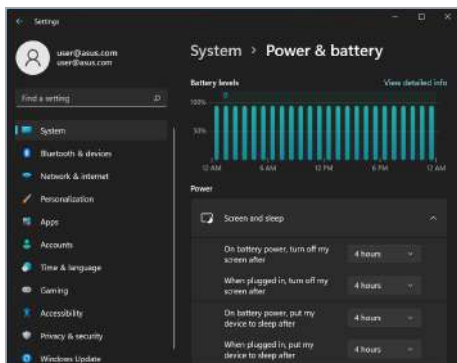 Settings
user@asus.com
user@asus.com
Find a setting
System
Bluetooth & devices
Network & internet
Personalization
Apps
Accounts
Time & language
Gaming
Accessibility
Privacy & security
Windows Update
System > Power & battery
Battery levels
View detailed info
100%
50%
12 AM
6 AM
12 PM
6 PM
12 AM
Power
Screen and sleep
On battery power, turn off my
screen after
4 hours
When plugged in, turn off my
screen after
4 hours
On battery power, put my
device to sleep after
4 hours
When plugged in, put my
device to sleep after
4 hours